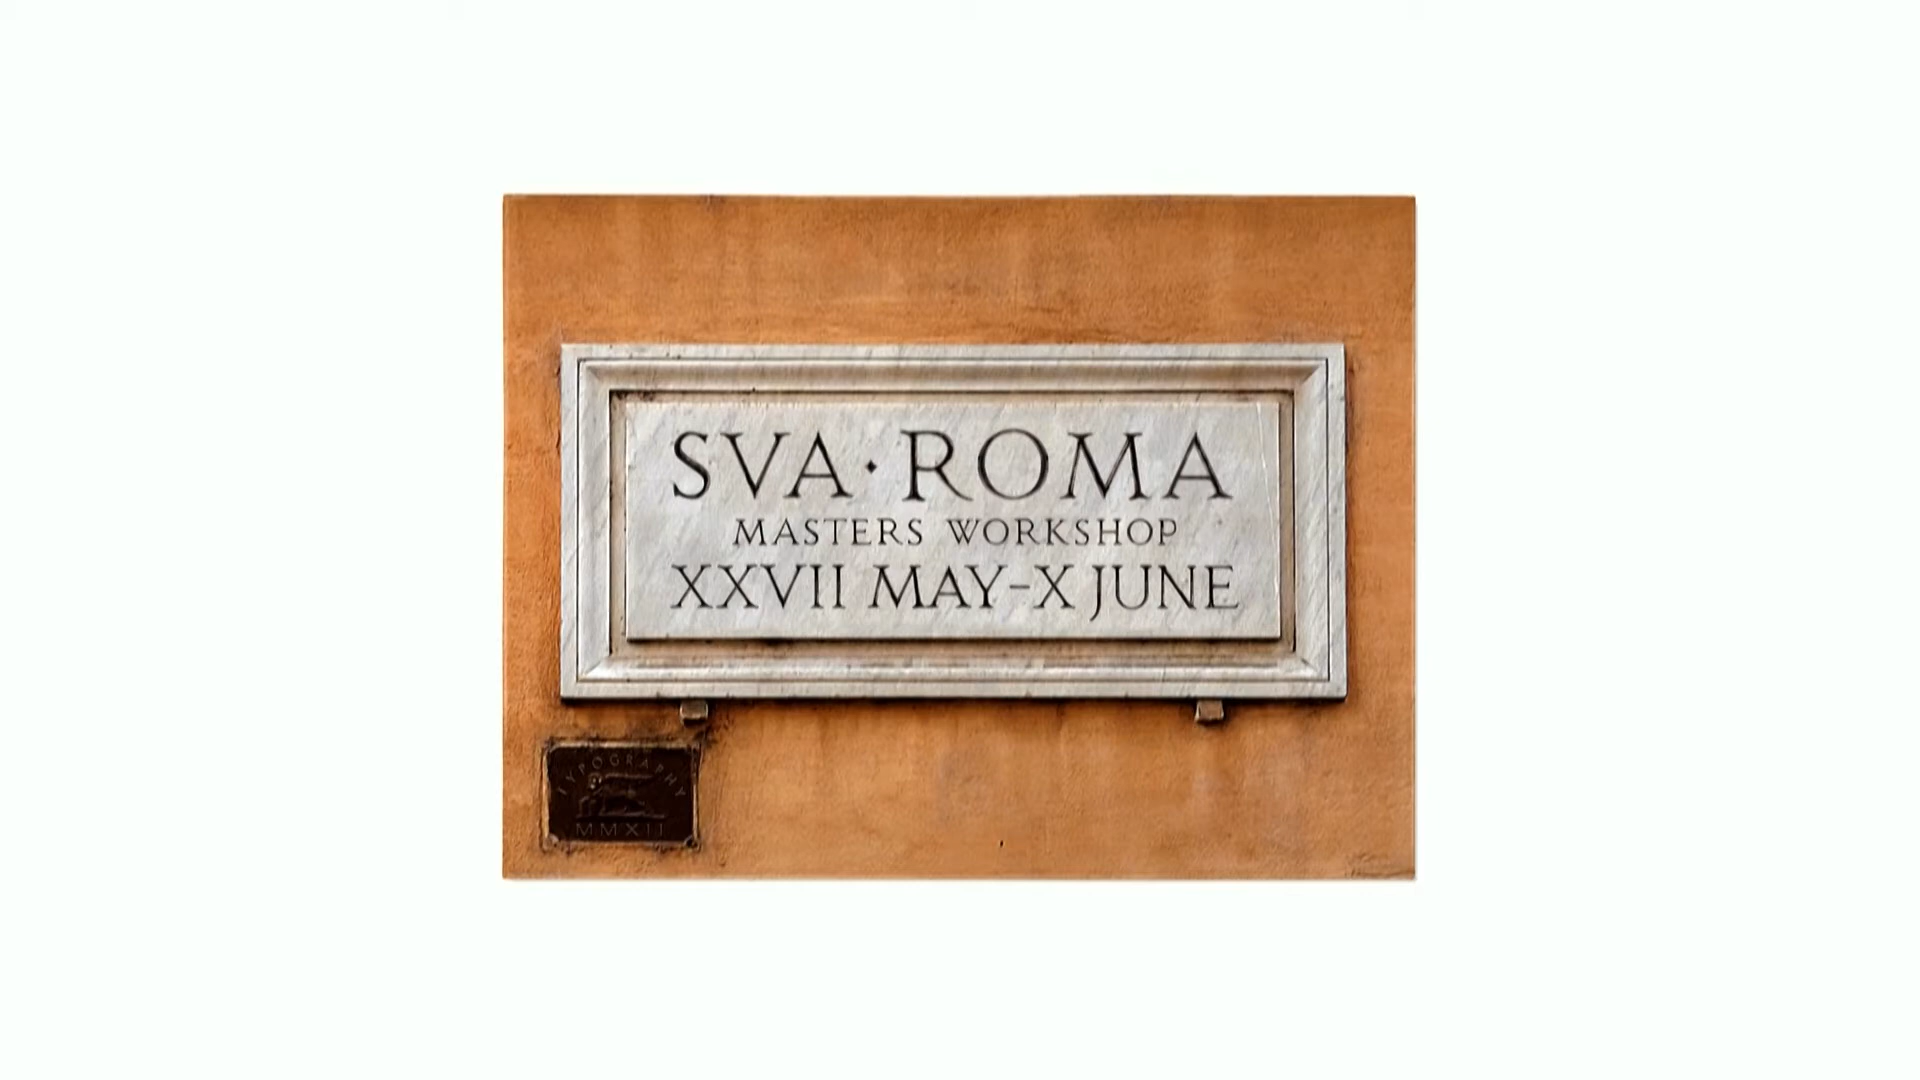 SVA·ROMA
MASTERS WORKSHOP
XXVII MAY–X JUNE
TYPOGRAPHY
MMXII